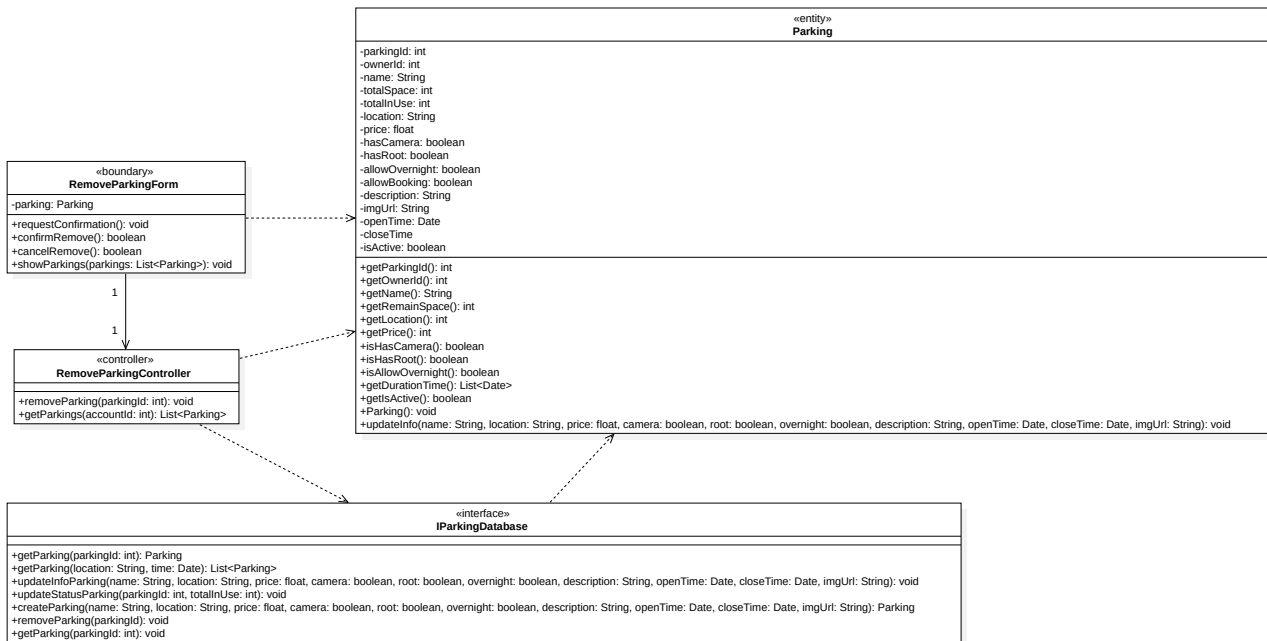 «entity»
Parking
-parkingId: int
-ownerId: int
-name: String
-totalSpace: int
-totalInUse: int
-location: String
-price: float
-hasCamera: boolean
-hasRoot: boolean
-allowOvernight: boolean
-allowBooking: boolean
-description: String
-imgUrl: String
-openTime: Date
-closeTime
-isActive: boolean
+getParkingId(): int
+getOwnerId(): int
+getName(): String
+getRemainSpace(): int
+getLocation(): int
+getPrice(): int
+isHasCamera(): boolean
+isHasRoot(): boolean
+isAllowOvernight(): boolean
+getDurationTime(): List<Date>
+getIsActive(): boolean
+Parking(): void
+updateInfo(name: String, location: String, price: float, camera: boolean, root: boolean, overnight: boolean, description: String, openTime: Date, closeTime: Date, imgUrl: String): void
«boundary»
RemoveParkingForm
-parking: Parking
+requestConfirmation(): void
+confirmRemove(): boolean
+cancelRemove(): boolean
+showParkings(parkings: List<Parking>): void
1
1
«controller»
RemoveParkingController
+removeParking(parkingId: int): void
+getParkings(accountId: int): List<Parking>
«interface»
IParkingDatabase
+getParking(parkingId: int): Parking
+getParking(location: String, time: Date): List<Parking>
+updateInfoParking(name: String, location: String, price: float, camera: boolean, root: boolean, overnight: boolean, description: String, openTime: Date, closeTime: Date, imgUrl: String): void
+updateStatusParking(parkingId: int, totalInUse: int): void
+createParking(name: String, location: String, price: float, camera: boolean, root: boolean, overnight: boolean, description: String, openTime: Date, closeTime: Date, imgUrl: String): Parking
+removeParking(parkingId): void
+getParking(parkingId: int): void